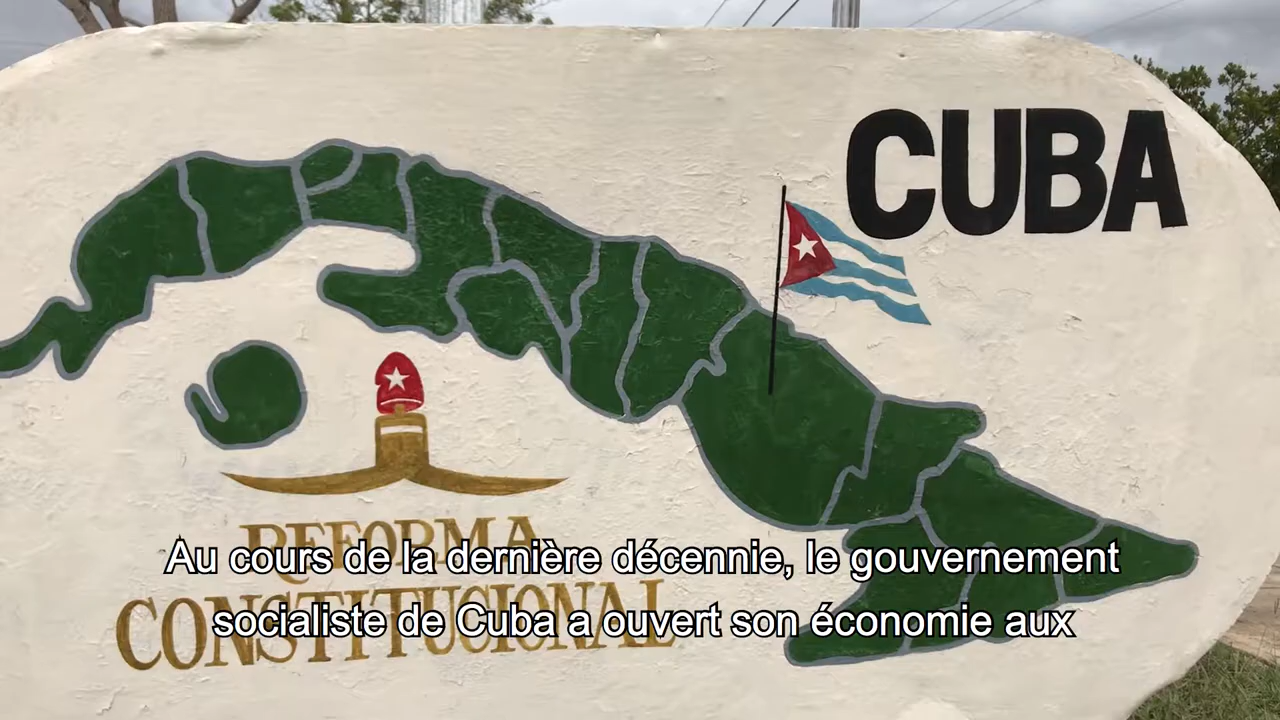 CUBA
REFORMA
CONSTITUCIONAL
Au cours de la dernière décennie, le gouvernement
socialiste de Cuba a ouvert son économie aux